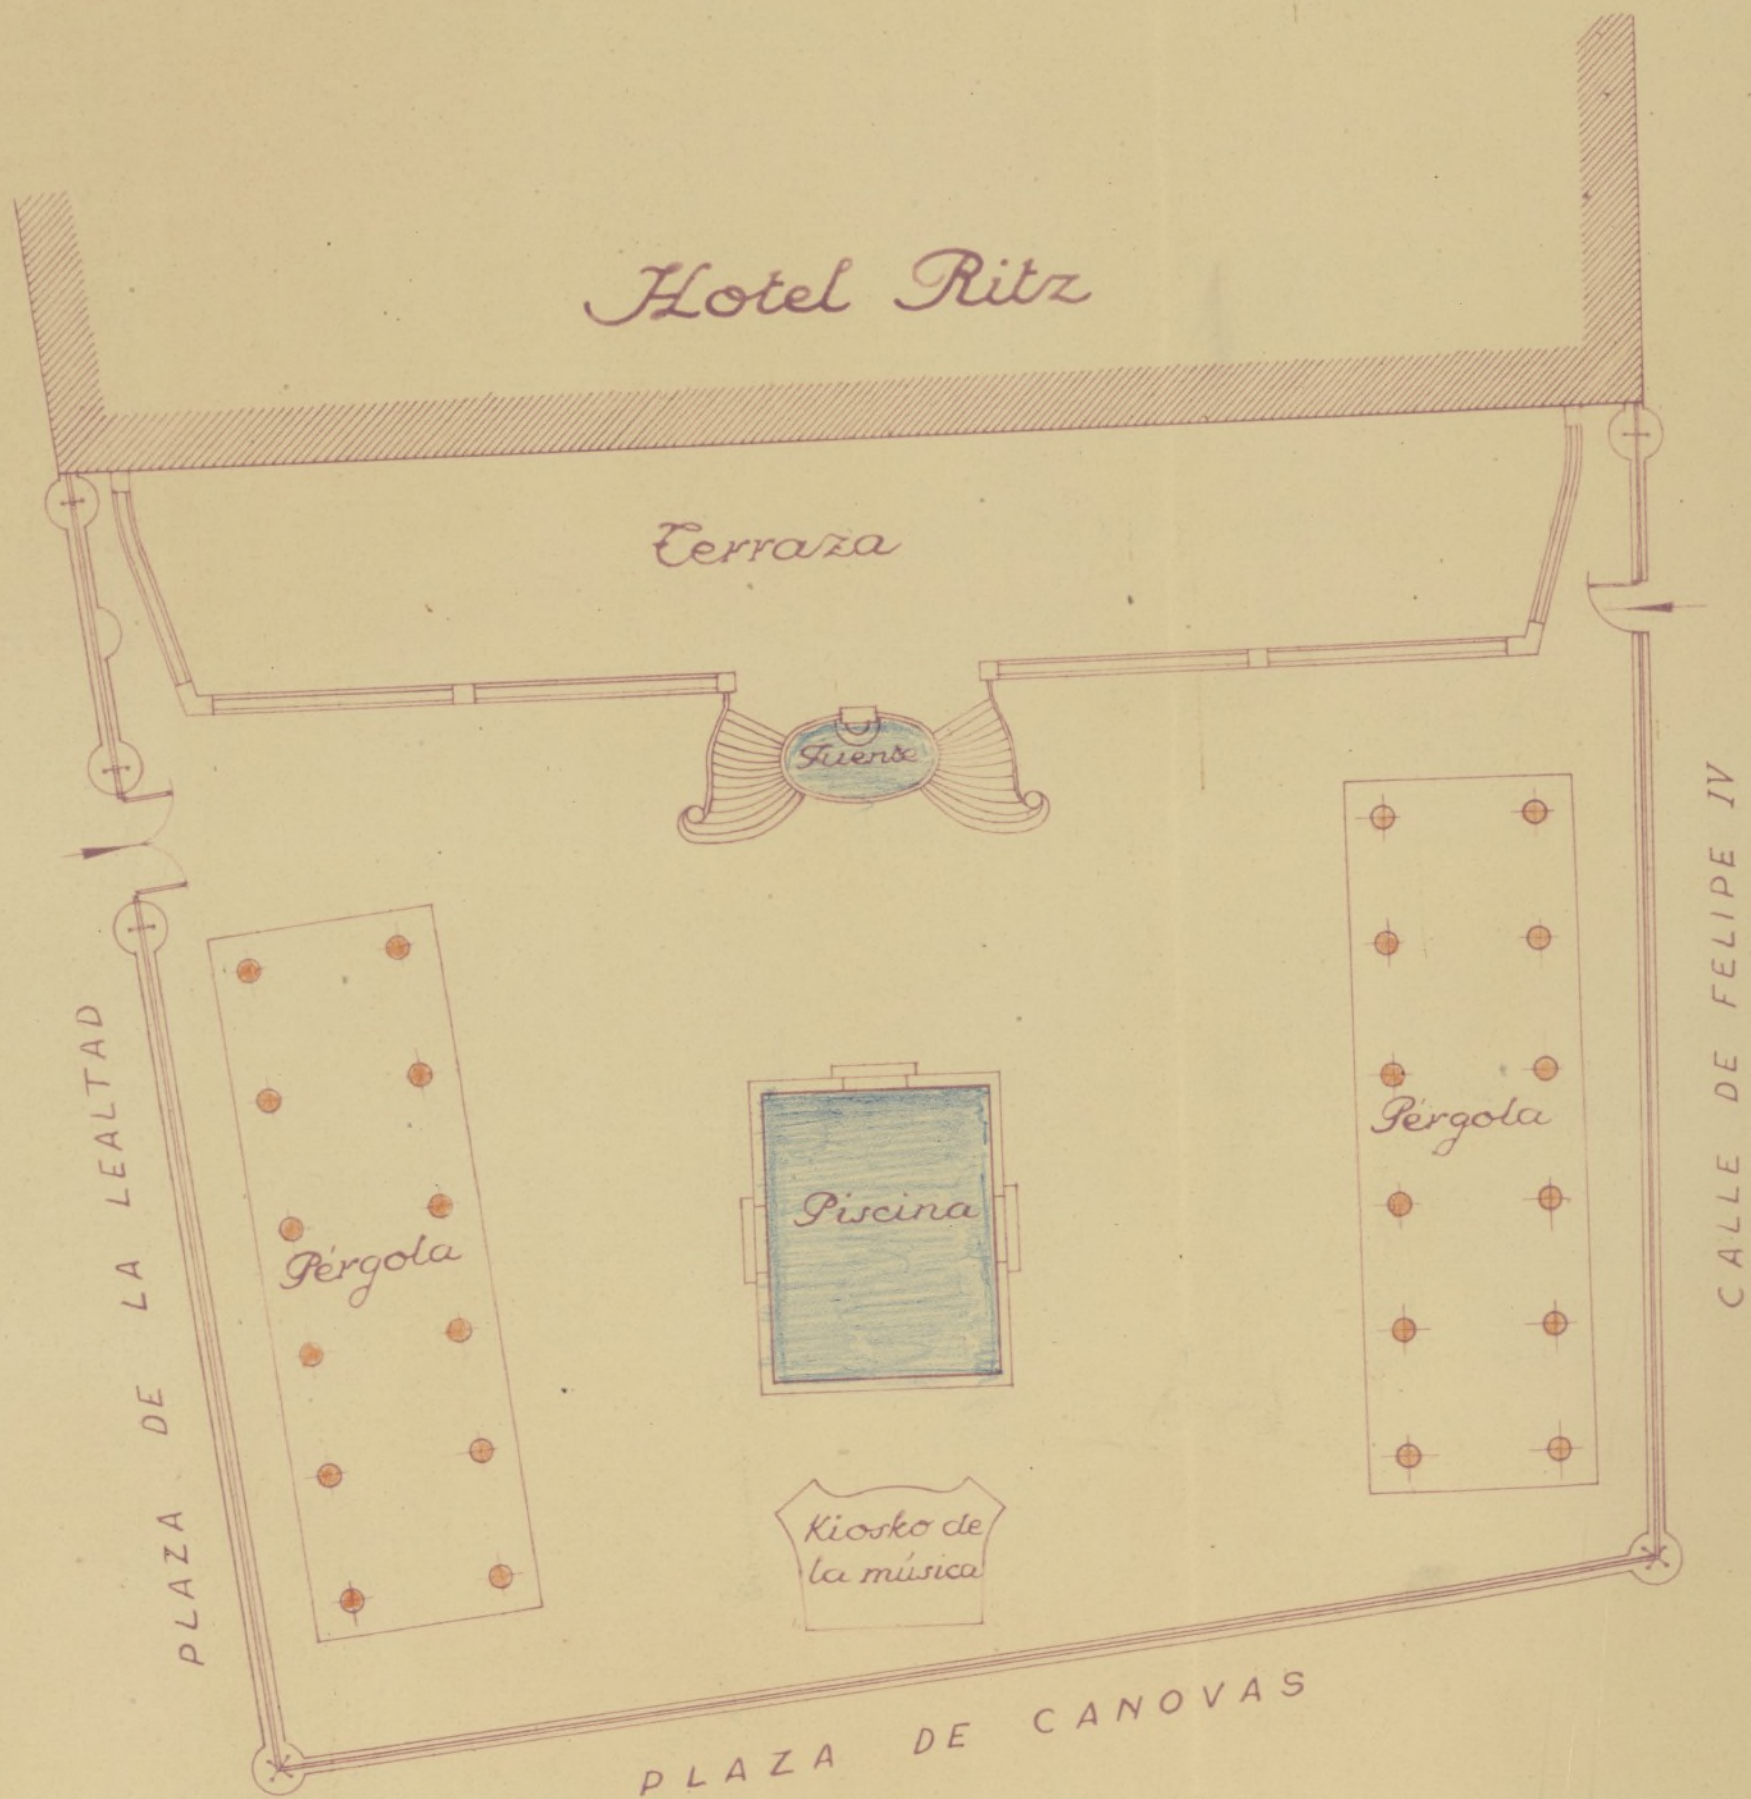 Hotel Ritz
Terraza
Fuente
Piscina
Pérgola
Pérgola
Kiosko de
la música
PLAZA DE LA LEALTAD
CALLE DE FELIPE IV
PLAZA DE CANOVAS